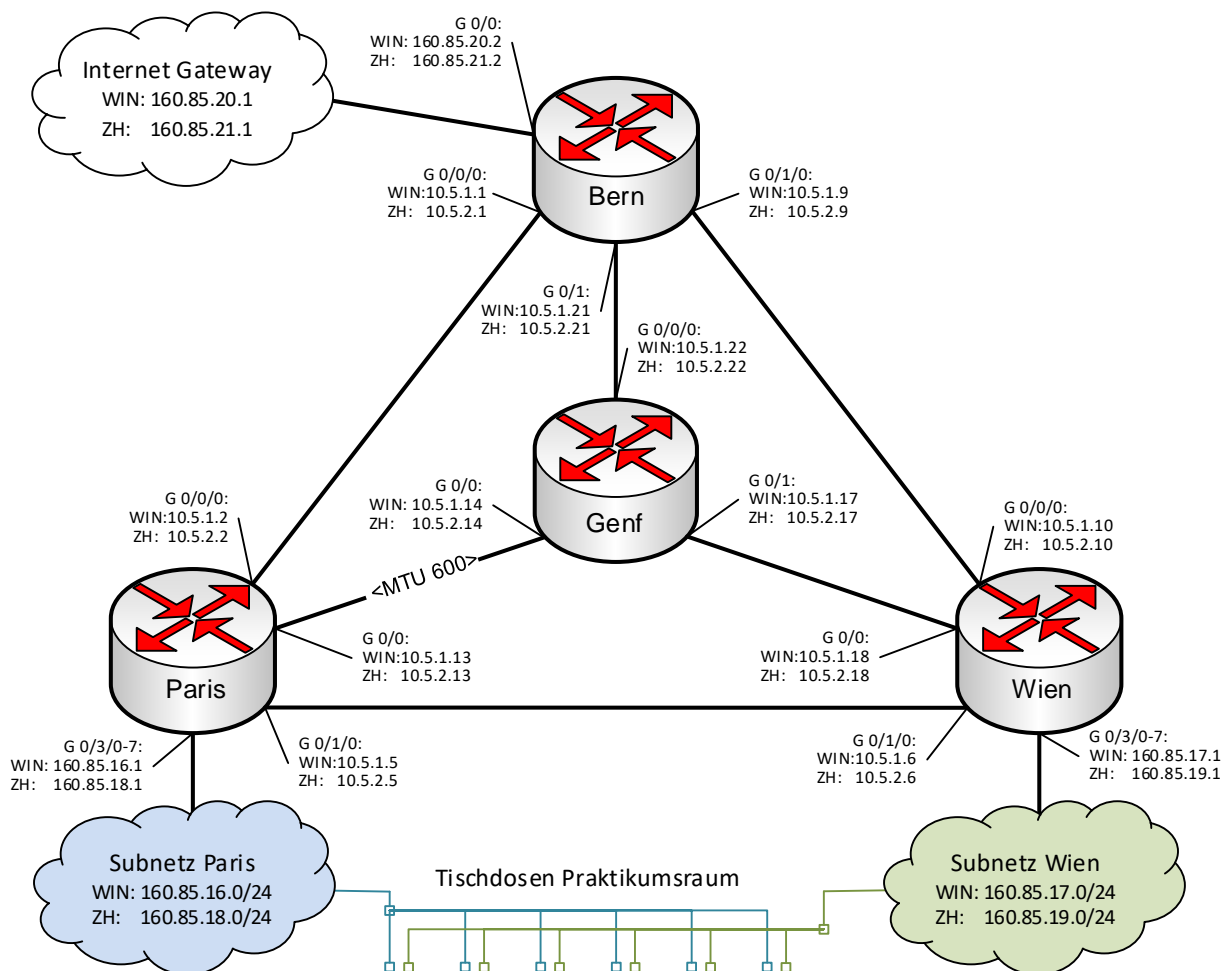 G 0/0:
WIN: 160.85.20.2
ZH: 160.85.21.2
Internet Gateway
WIN: 160.85.20.1
ZH: 160.85.21.1
G 0/0/0:
WIN:10.5.1.1
ZH: 10.5.2.1
Bern
G 0/1/0:
WIN:10.5.1.9
ZH: 10.5.2.9
G 0/1:
WIN:10.5.1.21
ZH: 10.5.2.21
G 0/0/0:
WIN:10.5.1.22
ZH: 10.5.2.22
G 0/0:
WIN: 10.5.1.14
ZH: 10.5.2.14
Genf
G 0/1:
WIN:10.5.1.17
ZH: 10.5.2.17
G 0/0/0:
WIN:10.5.1.2
ZH: 10.5.2.2
G 0/0/0:
WIN:10.5.1.10
ZH: 10.5.2.10
<MTU 600>
Paris
G 0/0:
WIN:10.5.1.13
ZH: 10.5.2.13
G 0/0:
WIN:10.5.1.18
ZH: 10.5.2.18
Wien
G 0/3/0-7:
WIN: 160.85.16.1
ZH: 160.85.18.1
G 0/1/0:
WIN:10.5.1.5
ZH: 10.5.2.5
G 0/1/0:
WIN:10.5.1.6
ZH: 10.5.2.6
G 0/3/0-7:
WIN: 160.85.17.1
ZH: 160.85.19.1
Subnetz Paris
WIN: 160.85.16.0/24
ZH: 160.85.18.0/24
Tischdosen Praktikumsraum
Subnetz Wien
WIN: 160.85.17.0/24
ZH: 160.85.19.0/24